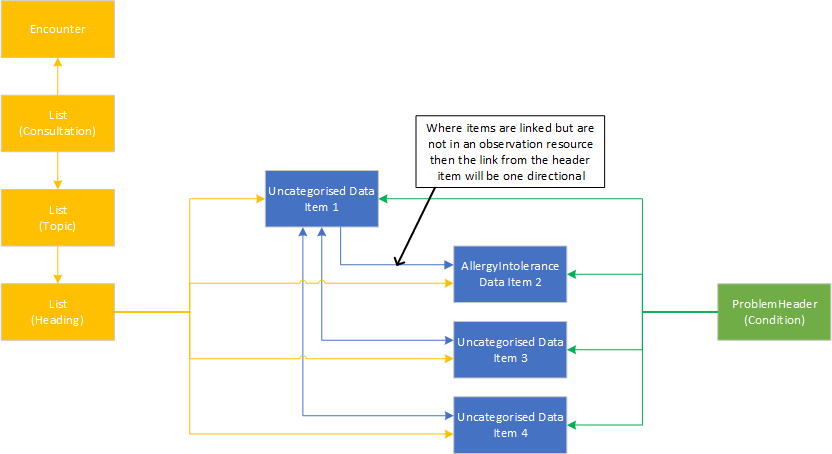 Encounter
List
(Consultation)
List
(Topic)
List
(Heading)
Where items are linked but are
not in an observation resource
then the link from the header
item will be one directional
Uncategorised Data
Item 1
AllergyIntolerance
Data Item 2
Uncategorised Data
Item 3
Uncategorised Data
Item 4
ProblemHeader
(Condition)